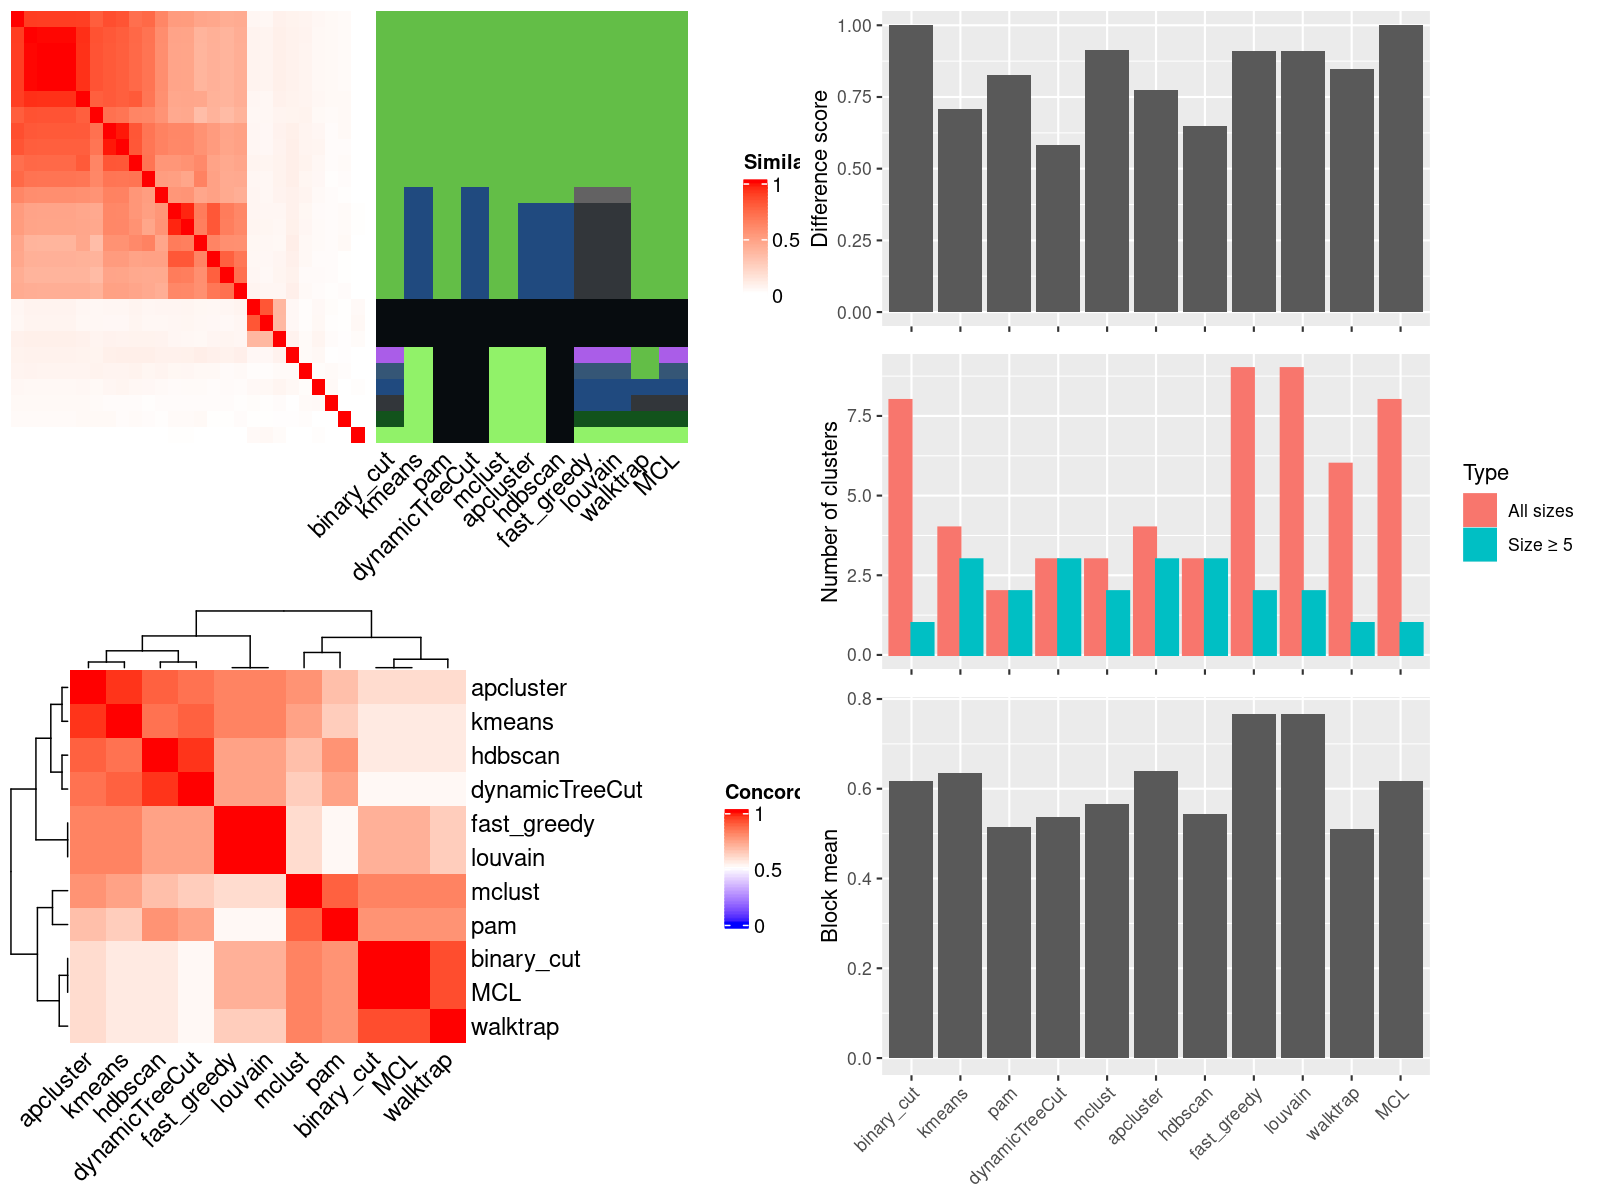 Simila
1
0.5
0
binary_cut
kmeans
pam
dynamicTreeCut
mclust
apcluster
hdbscan
fast_greedy
louvain
walktrap
MCL
Difference score
1.00
0.75
0.50
0.25
0.00
Number of clusters
7.5
5.0
2.5
0.0
Type
All sizes
Size ≥ 5
Block mean
0.8
0.6
0.4
0.2
0.0
binary_cut
kmeans
pam
dynamicTreeCut
mclust
apcluster
hdbscan
fast_greedy
louvain
walktrap
MCL
apcluster
kmeans
hdbscan
dynamicTreeCut
fast_greedy
louvain
mclust
pam
binary_cut
MCL
walktrap
apcluster
kmeans
hdbscan
dynamicTreeCut
fast_greedy
louvain
mclust
pam
binary_cut
MCL
walktrap
Concord
1
0.5
0